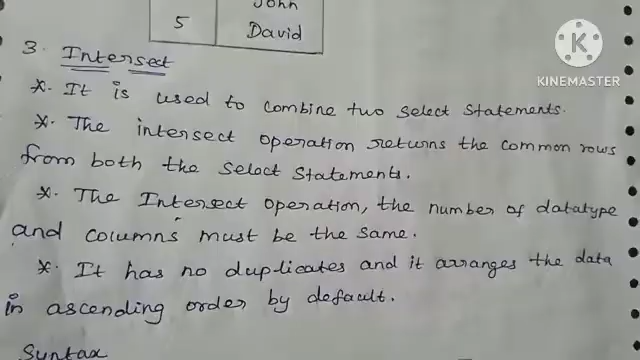 John
5 David
3. Intersect
*. It is used to combine two select statements.
*. The intersect operation returns the common rows
from both the select statements.
*. The Intersect operation, the number of datatype
and columns must be the same.
*. It has no duplicates and it arranges the data
in ascending order by default.
Syntax
K
KINEMASTER